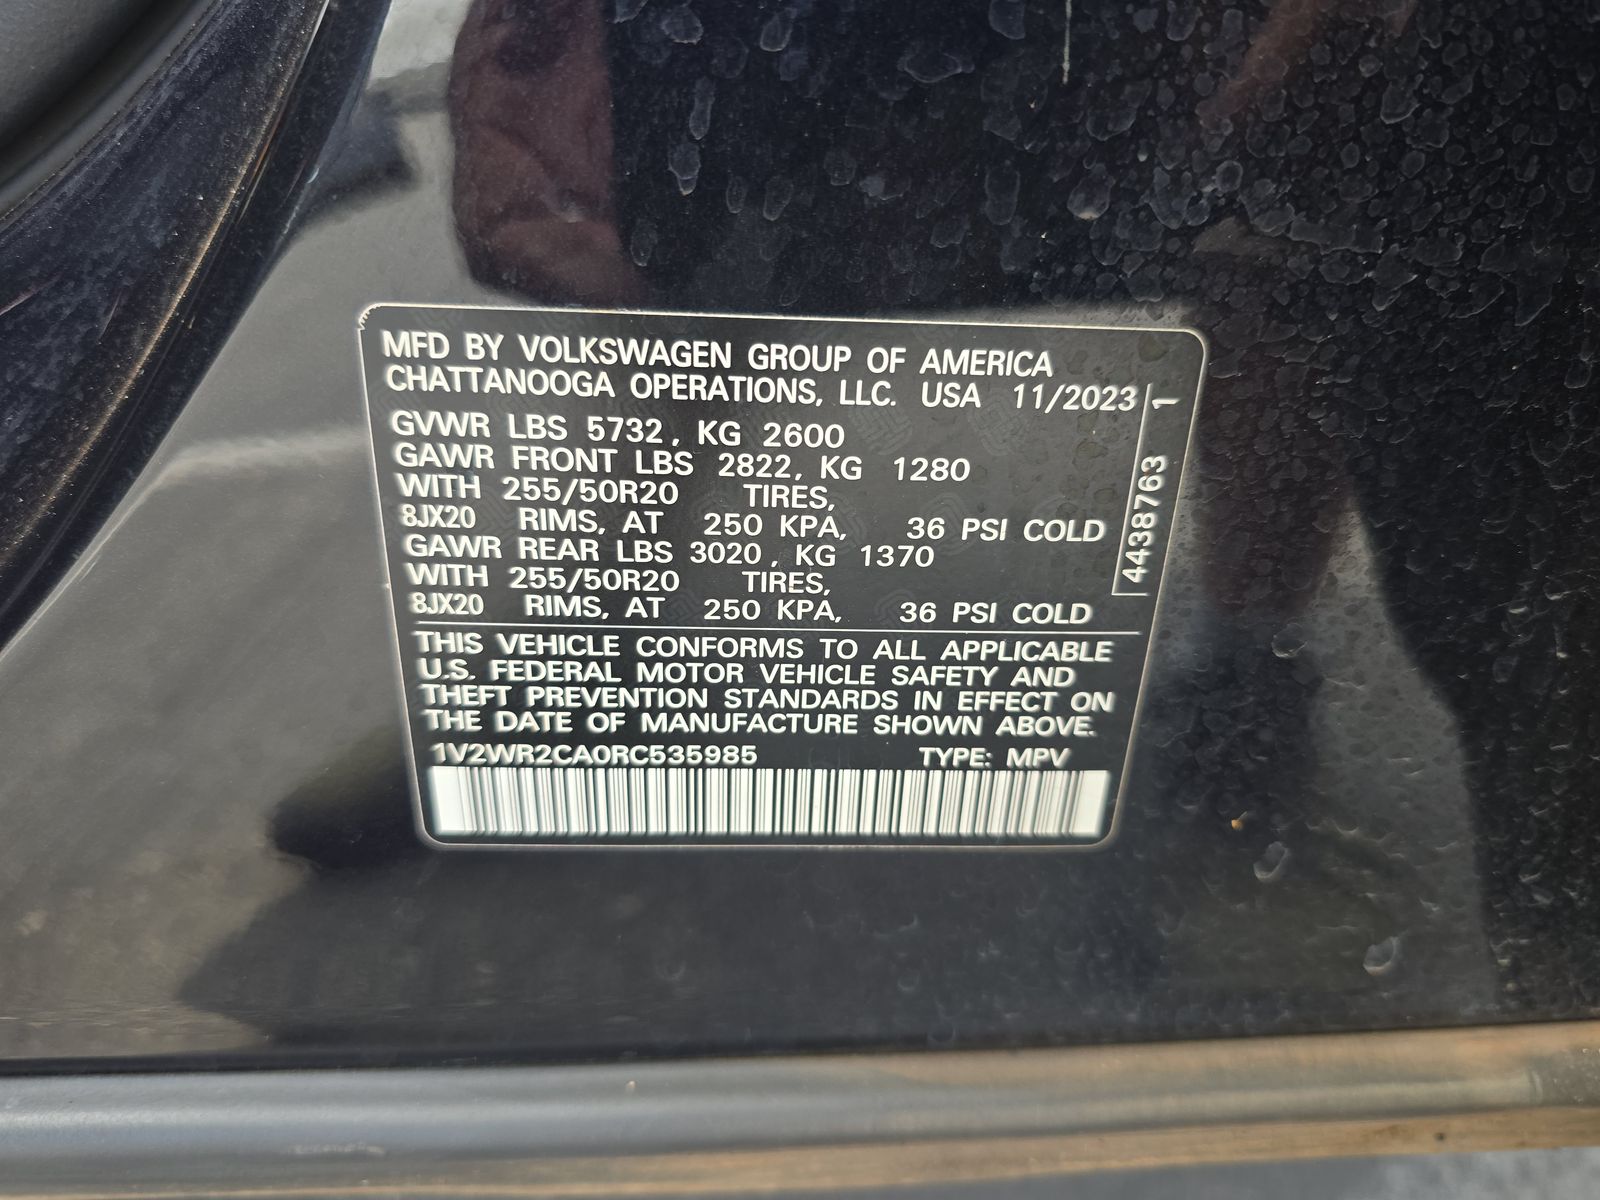 MFD BY VOLKSWAGEN GROUP OF AMERICA
CHATTANOOGA OPERATIONS, LLC. USA 11/2023
GVWR LBS 5732, KG 2600
GAWR FRONT LBS 2822, KG 1280
WITH 255/50R20 TIRES,
8JX20 RIMS, AT 250 KPA, 36 PSI COLD
GAWR REAR LBS 3020, KG 1370
WITH 255/50R20 TIRES,
8JX20 RIMS, AT 250 KPA, 36 PSI COLD
THIS VEHICLE CONFORMS TO ALL APPLICABLE
U.S. FEDERAL MOTOR VEHICLE SAFETY AND
THEFT PREVENTION STANDARDS IN EFFECT ON
THE DATE OF MANUFACTURE SHOWN ABOVE.
1V2WR2CA0RC535985 TYPE: MPV
4438763 1